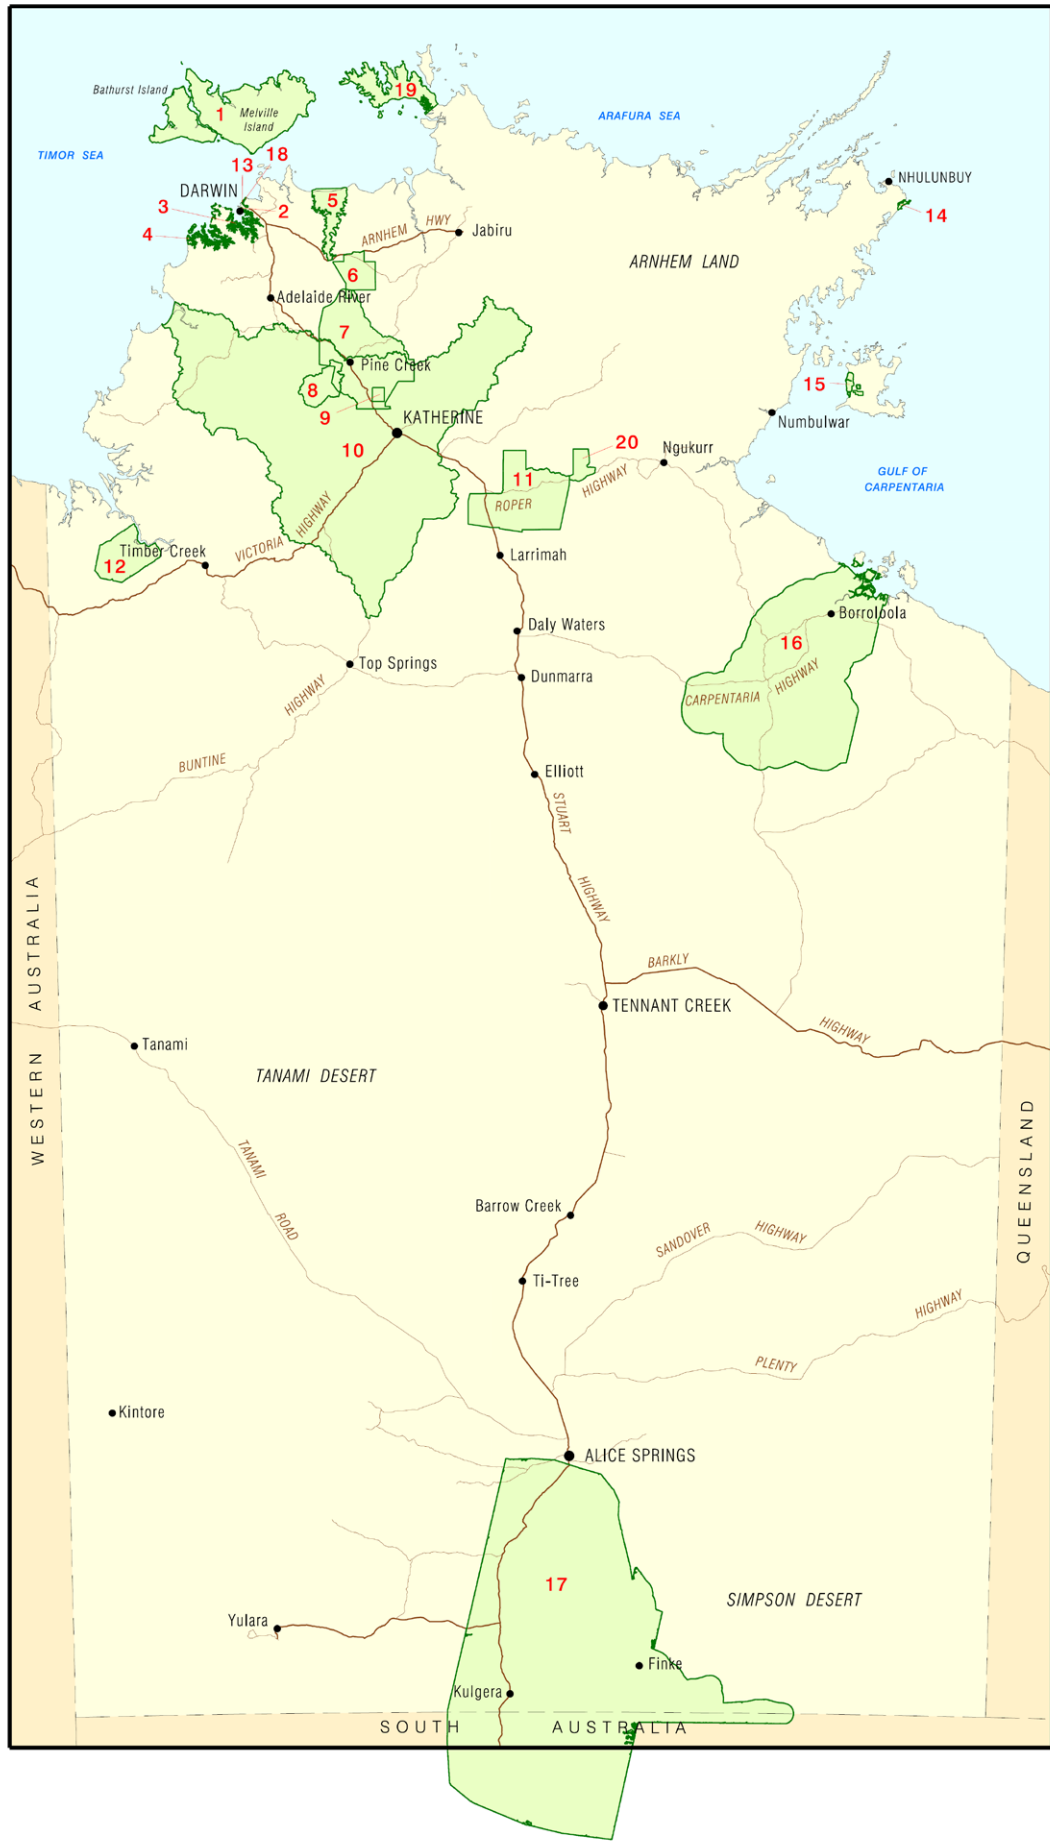 19
Bathurst Island
1
Melville
Island
ARAFURA SEA
TIMOR SEA
18
13
DARWIN
NHULUNBUY
5
3
2
14
4
ARNHEM
HWY
Jabiru
ARNHEM LAND
6
Adelaide River
7
Pine Creek
15
8
9
Numbulwar
KATHERINE
10
20
Ngukurr
11
HIGHWAY
GULF OF
CARPENTARIA
ROPER
HIGHWAY
VICTORIA
Timber Creek
12
Larrimah
Borroloola
Daly Waters
16
Top Springs
Dunmarra
HIGHWAY
CARPENTARIA
HIGHWAY
BUNTINE
Elliott
STUART
HIGHWAY
WESTERN AUSTRALIA
BARKLY
TENNANT CREEK
HIGHWAY
Tanami
TANAMI DESERT
TANAMI
ROAD
QUEENSLAND
Barrow Creek
SANDOVER
HIGHWAY
Ti-Tree
HIGHWAY
PLENTY
Kintore
ALICE SPRINGS
17
SIMPSON DESERT
Yulara
Finke
Kulgera
SOUTH AUSTRALIA